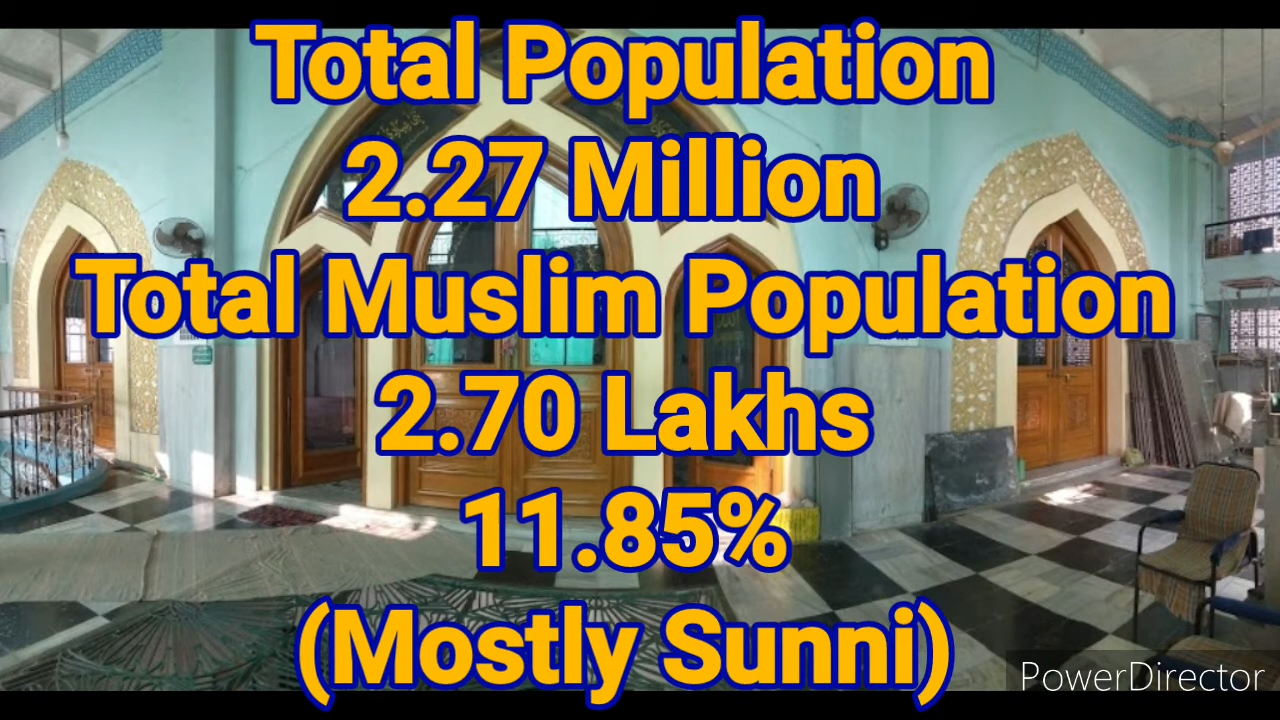 Total Population
2.27 Million
Total Muslim Population
2.70 Lakhs
11.85%
(Mostly Sunni)
PowerDirector